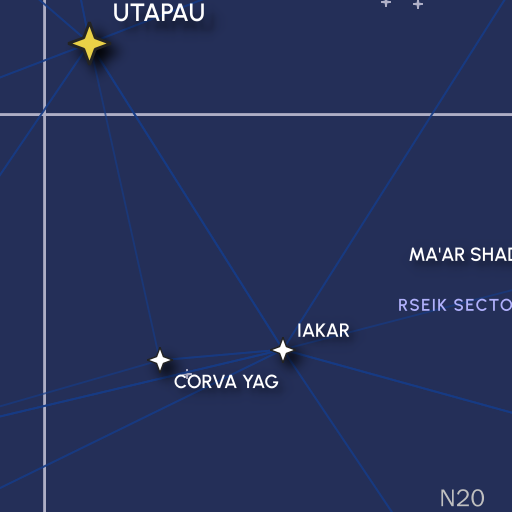 UTAPAU
MA'AR SHAD
RSEIK SECTO
IAKAR
CORVA YAG
N20